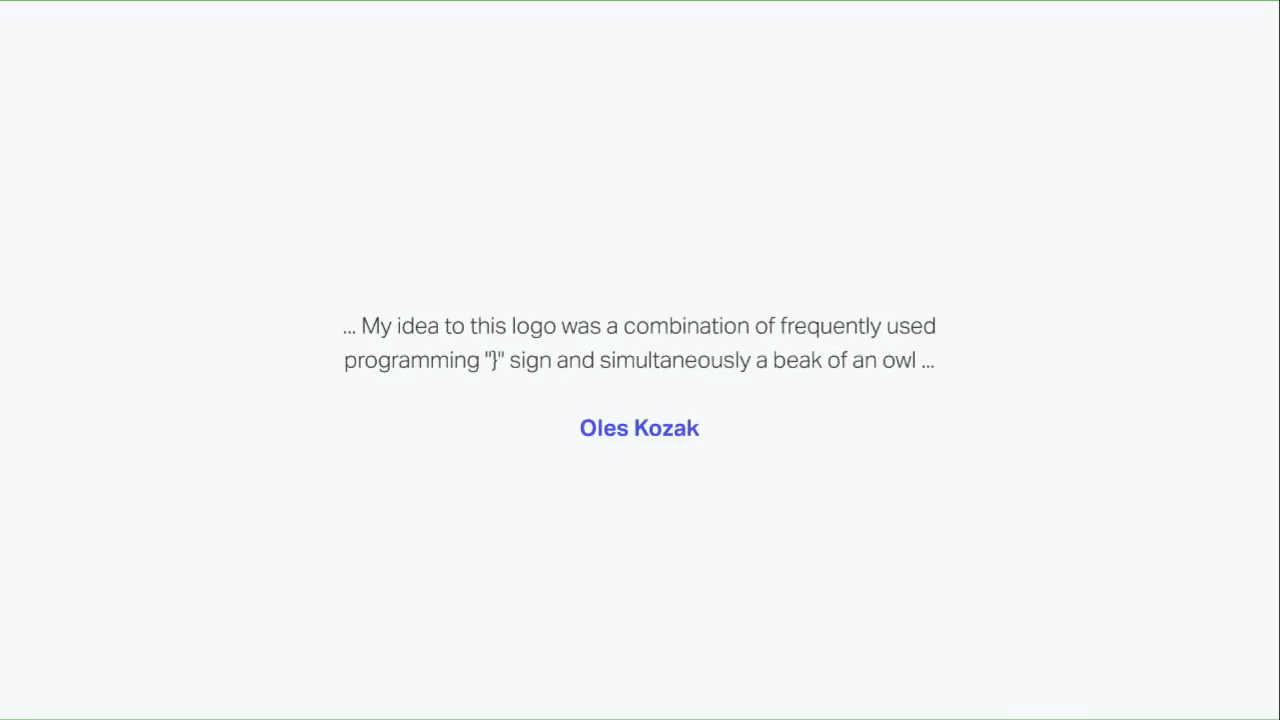 ... My idea to this logo was a combination of frequently used
programming "}" sign and simultaneously a beak of an owl ...
Oles Kozak